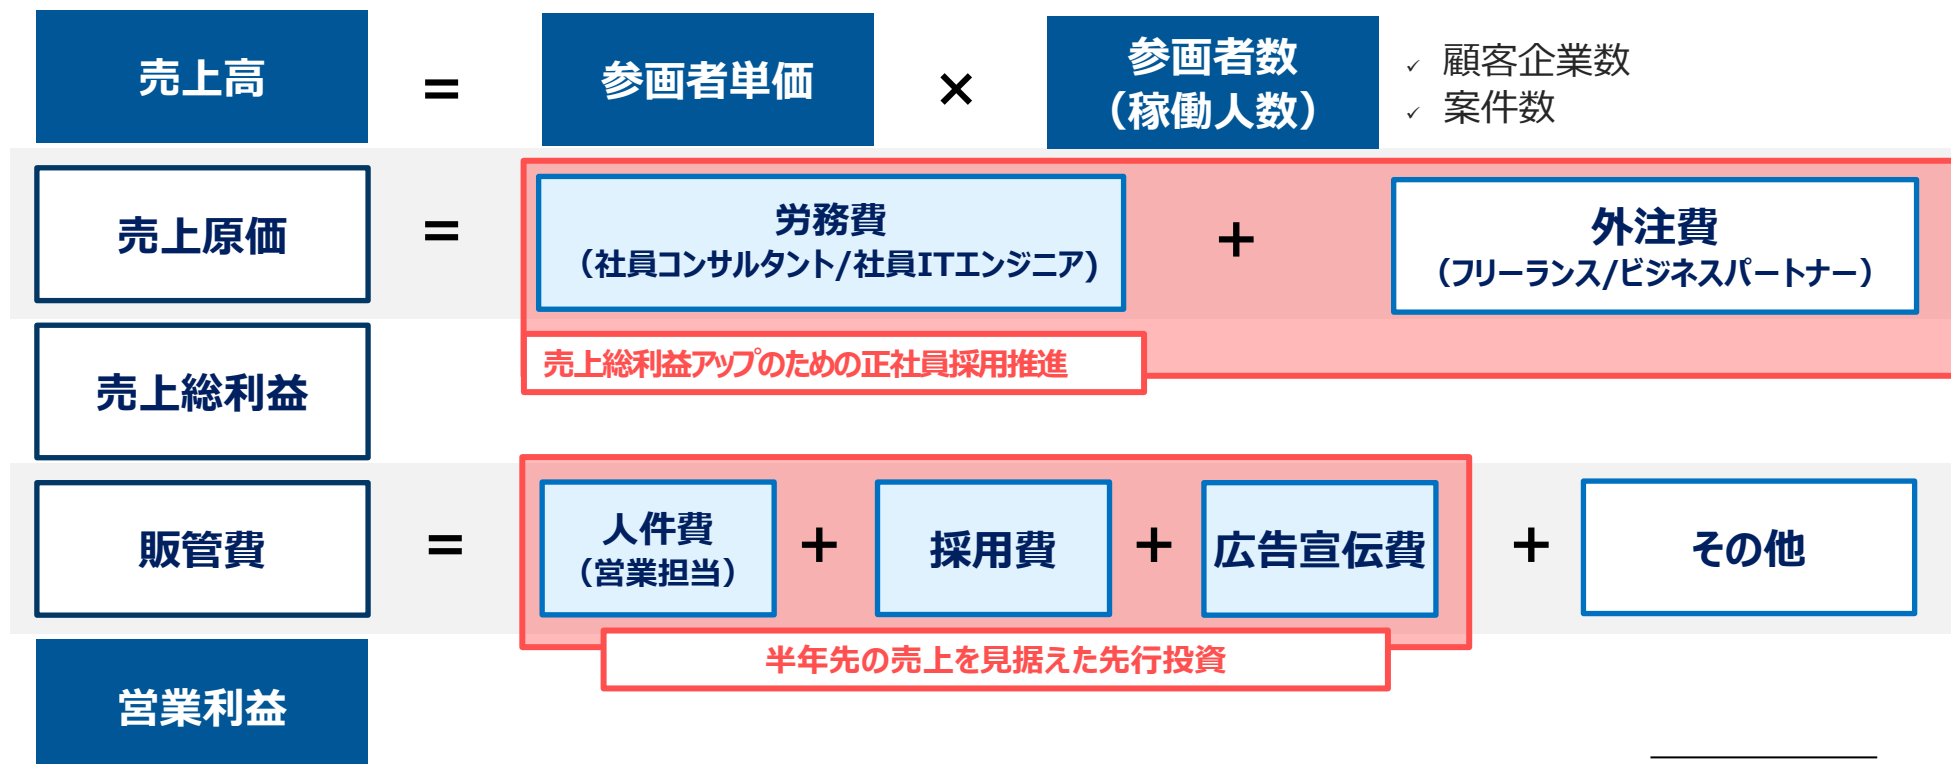 売上高
=
参画者単価
×
参画者数
（稼働人数）
✓ 顧客企業数
✓ 案件数
売上原価
=
労務費
（社員コンサルタント/社員ITエンジニア)
+
外注費
（フリーランス/ビジネスパートナー）
売上総利益アップのための正社員採用推進
売上総利益
販管費
=
人件費
（営業担当）
+
採用費
+
広告宣伝費
+
その他
半年先の売上を見据えた先行投資
営業利益